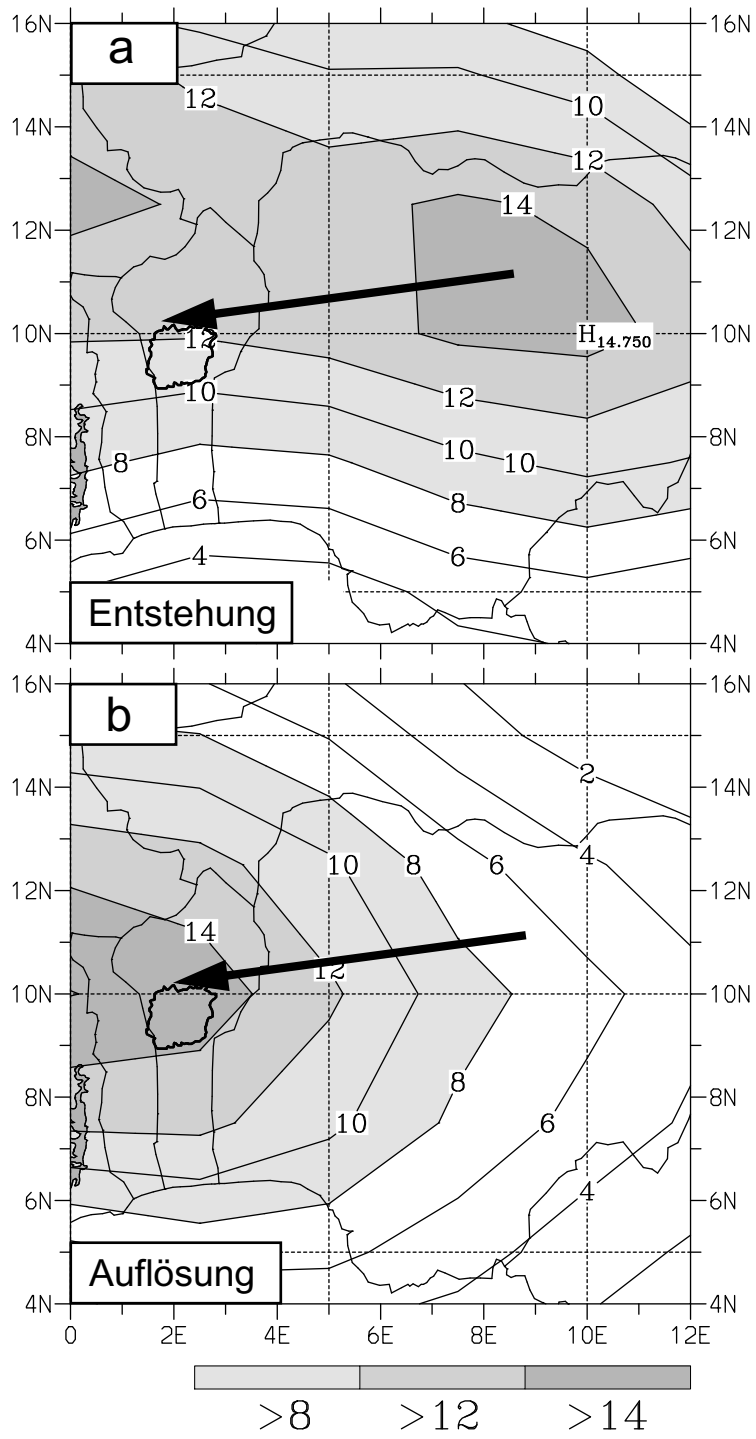 16N 16N
a
12
10
14N 14N
12
14
12N 12N
10N 12 H14.750 10N
10
12
8N 10 10 8N
8
8
6
6N 6N
4 6
Entstehung
4N 4N
16N 16N
b
2
14N 14N
10 8 6 4
12N 12N
14
12
10N 10N
8N 8 8N
10 6
6N 4 6N
Auflösung
4N 4N
0 2E 4E 6E 8E 10E 12E
>8 >12 >14